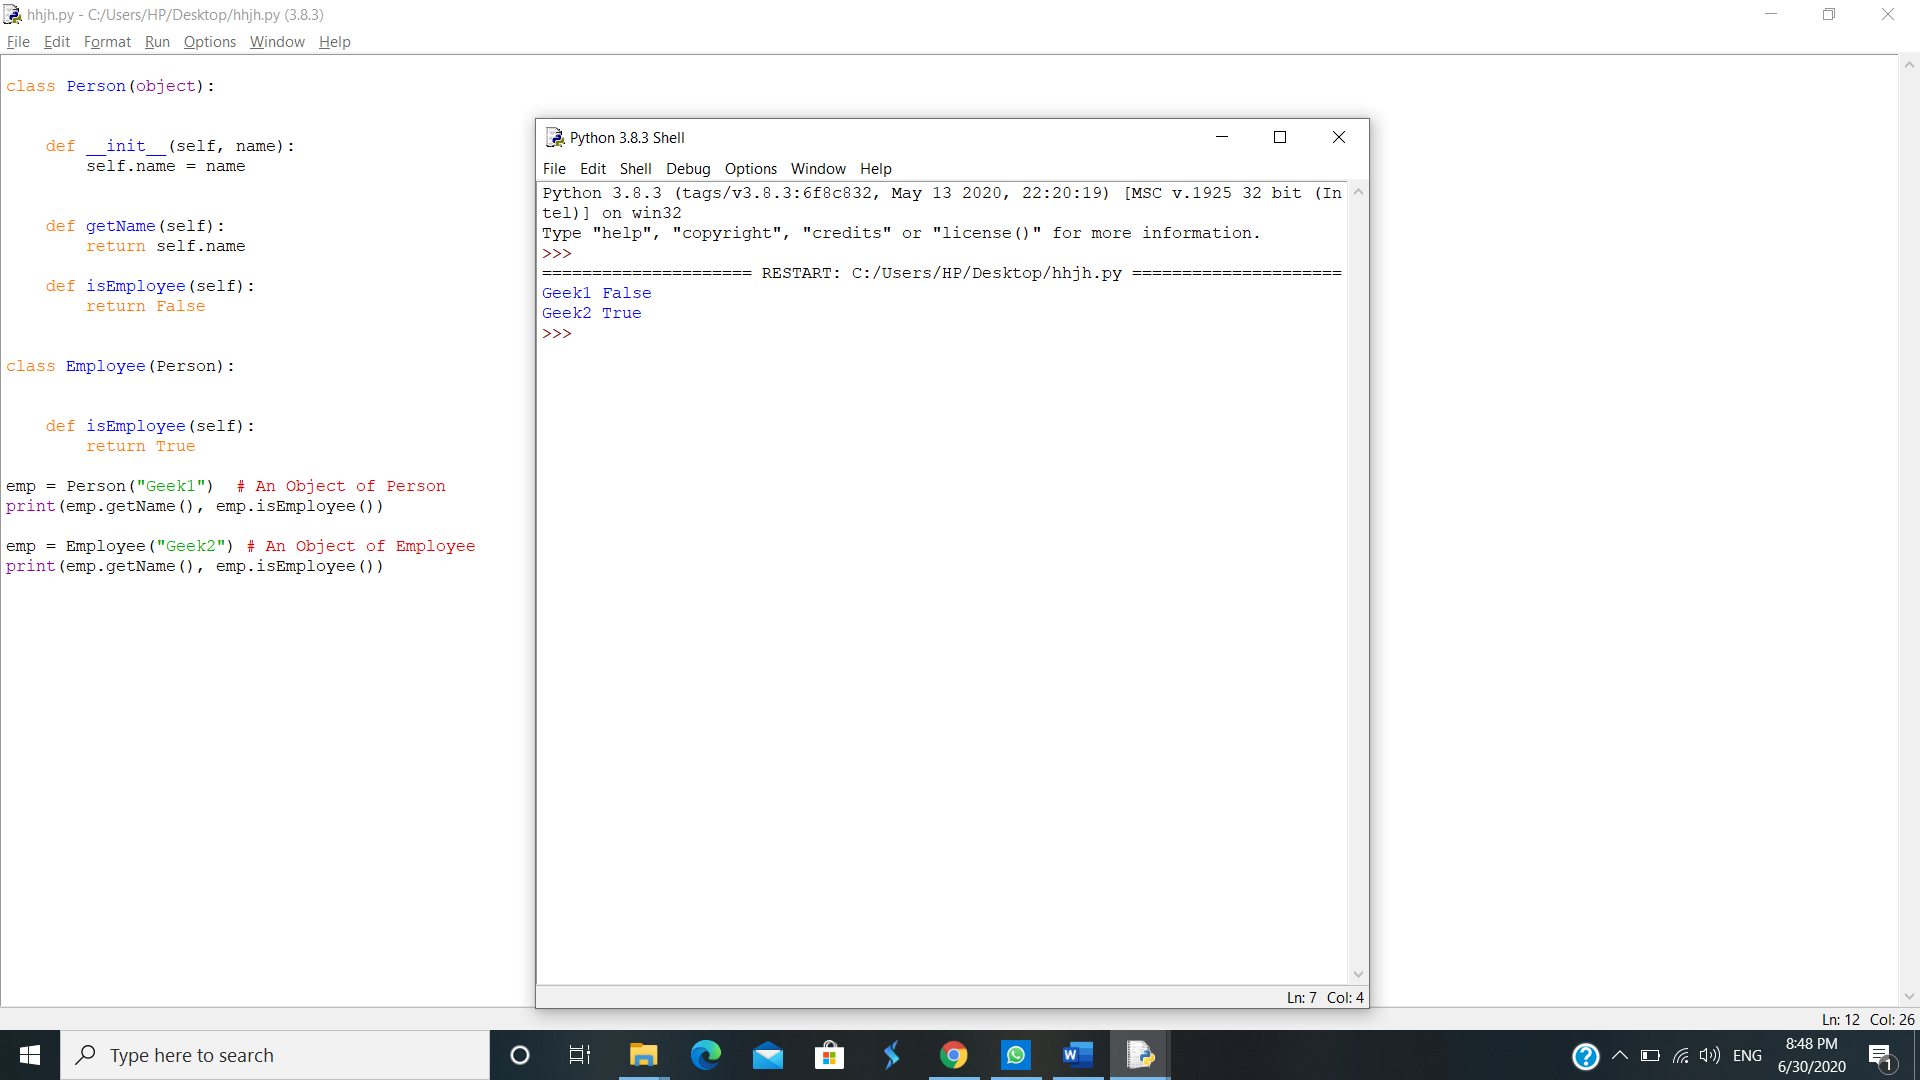 hhjh.py - C:/Users/HP/Desktop/hhjh.py (3.8.3)
File Edit Format Run Options Window Help
class Person(object):
    def __init__(self, name):
        self.name = name
    def getName(self):
        return self.name
    def isEmployee(self):
        return False
class Employee(Person):
    def isEmployee(self):
        return True
emp = Person("Geek1")  # An Object of Person
print(emp.getName(), emp.isEmployee())
emp = Employee("Geek2") # An Object of Employee
print(emp.getName(), emp.isEmployee())
Python 3.8.3 Shell
File Edit Shell Debug Options Window Help
Python 3.8.3 (tags/v3.8.3:6f8c832, May 13 2020, 22:20:19) [MSC v.1925 32 bit (In
tel)] on win32
Type "help", "copyright", "credits" or "license()" for more information.
>>>
===================== RESTART: C:/Users/HP/Desktop/hhjh.py =====================
Geek1 False
Geek2 True
>>>
Ln: 7 Col: 4
Ln: 12 Col: 26
Type here to search
ENG
8:48 PM
6/30/2020
1